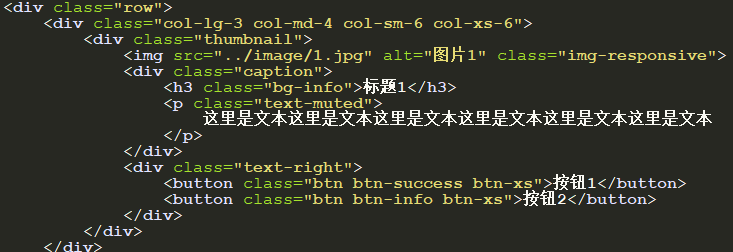 <div class="row">
<div class="col-lg-3 col-md-4 col-sm-6 col-xs-6">
<div class="thumbnail">
<img src="../image/1.jpg" alt="图片1" class="img-responsive">
<div class="caption">
<h3 class="bg-info">标题1</h3>
<p class="text-muted">
这里是文本这里是文本这里是文本这里是文本这里是文本这里是文本
</p>
</div>
<div class="text-right">
<button class="btn btn-success btn-xs">按钮1</button>
<button class="btn btn-info btn-xs">按钮2</button>
</div>
</div>
</div>